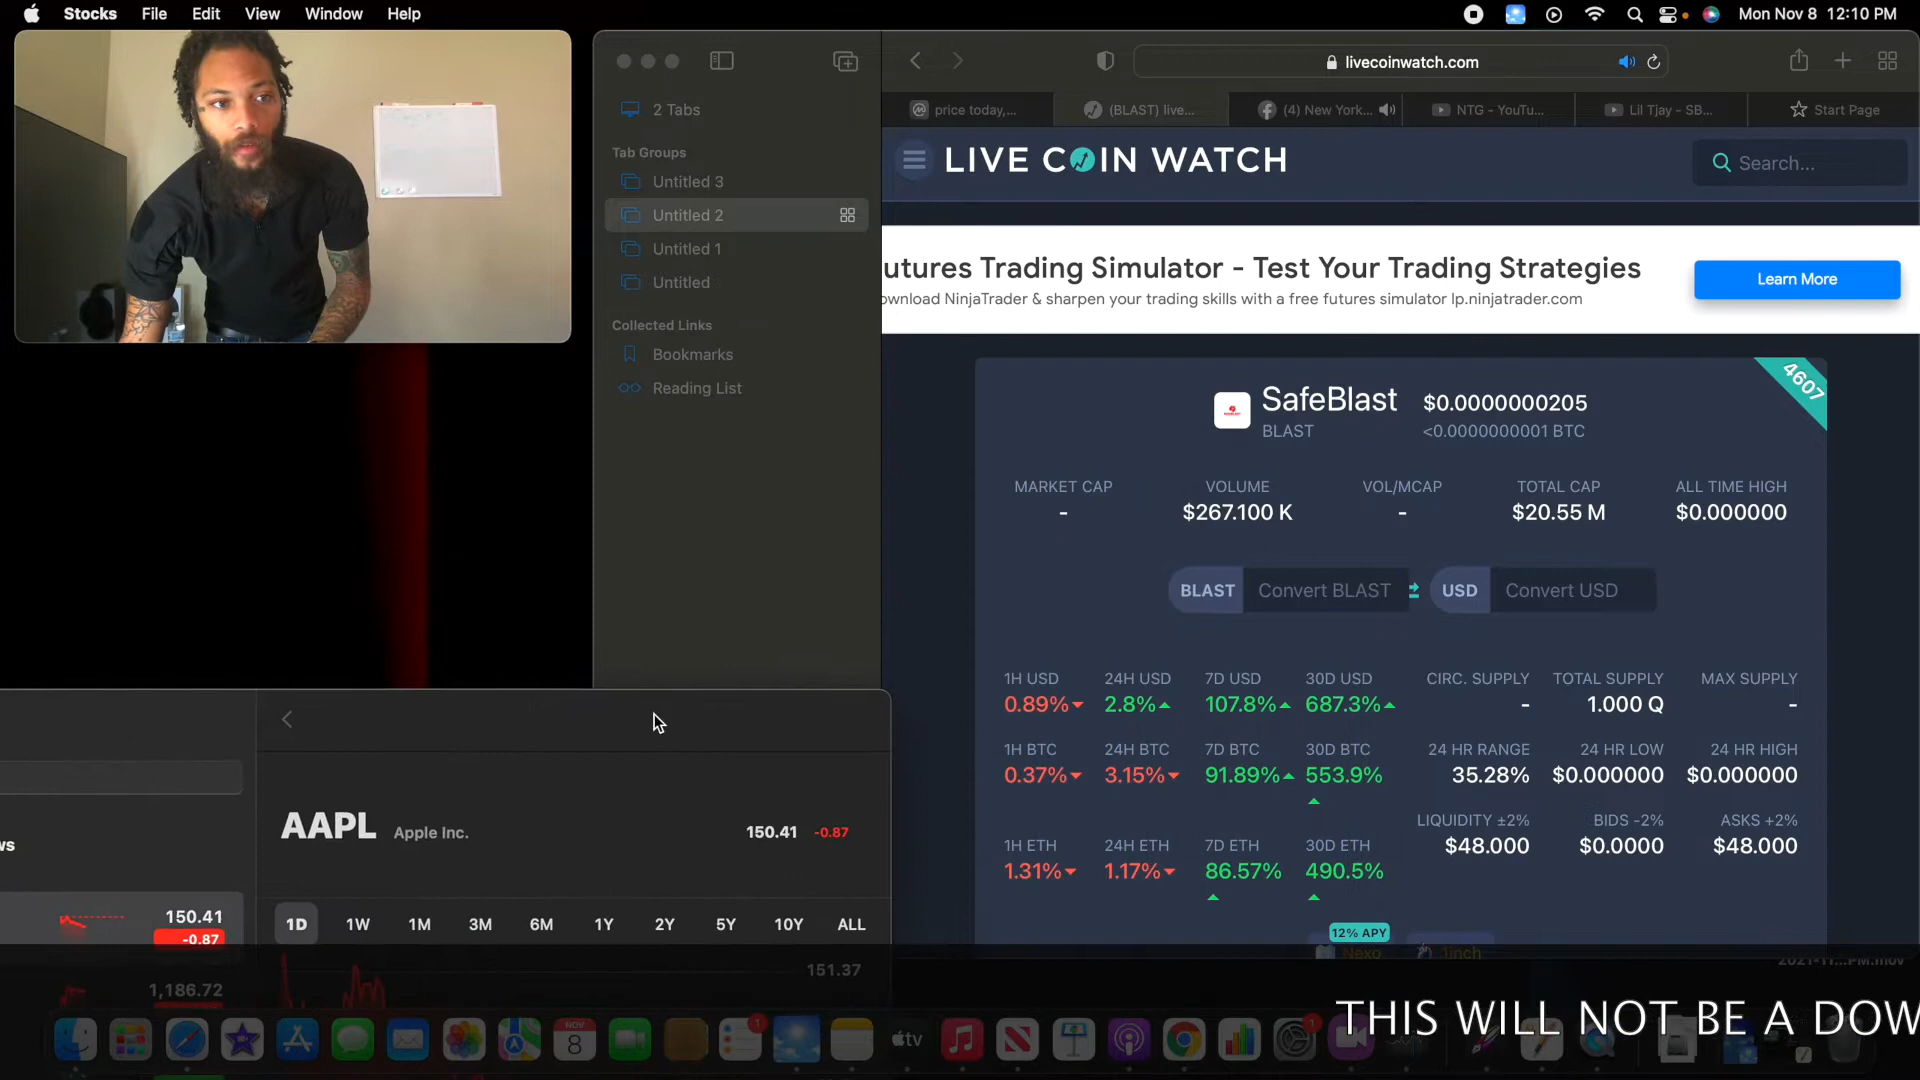 Stocks File Edit View Window Help
Mon Nov 8 12:10 PM
livecoinwatch.com
2 Tabs
Tab Groups
Untitled 3
Untitled 2
Untitled 1
Untitled
Collected Links
Bookmarks
Reading List
price today,...
(BLAST) live...
(4) New York...
NTG - YouTu...
Lil Tjay - SB...
Start Page
LIVE COIN WATCH
Search...
utures Trading Simulator - Test Your Trading Strategies
ownload NinjaTrader & sharpen your trading skills with a free futures simulator lp.ninjatrader.com
Learn More
4607
SafeBlast $0.0000000205
BLAST <0.0000000001 BTC
MARKET CAP VOLUME VOL/MCAP TOTAL CAP ALL TIME HIGH
- $267.100 K - $20.55 M $0.000000
BLAST Convert BLAST USD Convert USD
1H USD 24H USD 7D USD 30D USD CIRC. SUPPLY TOTAL SUPPLY MAX SUPPLY
0.89% 2.8% 107.8% 687.3% - 1.000 Q -
1H BTC 24H BTC 7D BTC 30D BTC 24 HR RANGE 24 HR LOW 24 HR HIGH
0.37% 3.15% 91.89% 553.9% 35.28% $0.000000 $0.000000
LIQUIDITY ±2% BIDS -2% ASKS +2%
$48.000 $0.0000 $48.000
1H ETH 24H ETH 7D ETH 30D ETH
1.31% 1.17% 86.57% 490.5%
12% APY
Nexo 1inch
AAPL Apple Inc. 150.41 -0.87
ws
150.41
-0.87
1D 1W 1M 3M 6M 1Y 2Y 5Y 10Y ALL
151.37
1,186.72
THIS WILL NOT BE A DOW
NOV
8
tv
1
1